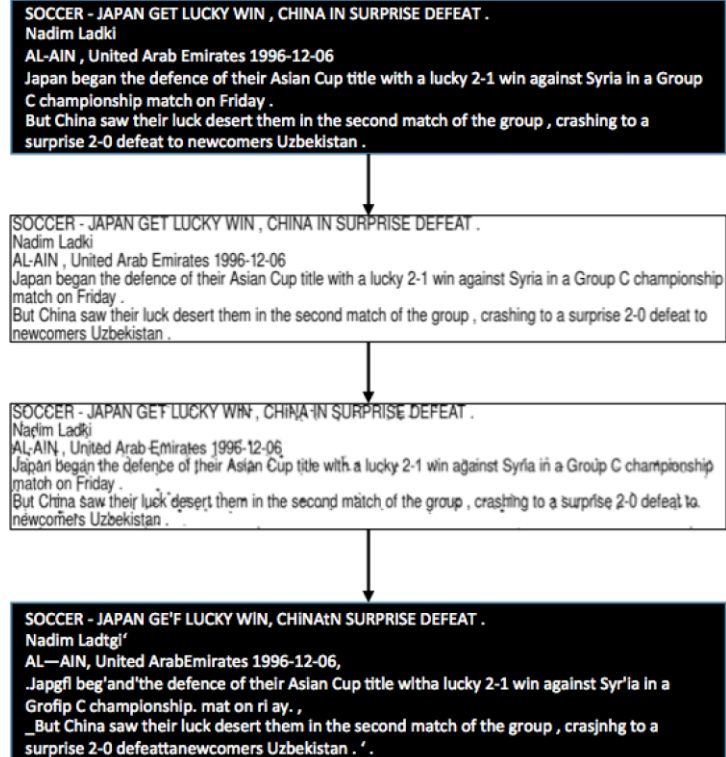 SOCCER - JAPAN GET LUCKY WIN , CHINA IN SURPRISE DEFEAT .
Nadim Ladki
AL-AIN , United Arab Emirates 1996-12-06
Japan began the defence of their Asian Cup title with a lucky 2-1 win against Syria in a Group
C championship match on Friday .
But China saw their luck desert them in the second match of the group , crashing to a
surprise 2-0 defeat to newcomers Uzbekistan .
SOCCER - JAPAN GET LUCKY WIN , CHINA IN SURPRISE DEFEAT .
Nadim Ladki
AL-AIN , United Arab Emirates 1996-12-06
Japan began the defence of their Asian Cup title with a lucky 2-1 win against Syria in a Group C championship
match on Friday .
But China saw their luck desert them in the second match of the group , crashing to a surprise 2-0 defeat to
newcomers Uzbekistan .
SOCCER - JAPAN GET LUCKY WIN , CHINA IN SURPRISE DEFEAT .
Nadim Ladki
AL-AIN , United Arab Emirates 1996-12-06
Japan began the defence of their Asian Cup title with a lucky 2-1 win against Syria in a Group C championship
match on Friday .
But China saw their luck desert them in the second match of the group , crashing to a surprise 2-0 defeat to
newcomers Uzbekistan .
SOCCER - JAPAN GE'F LUCKY WIN, CHiNAtN SURPRISE DEFEAT .
Nadim Ladtgi‘
AL—AIN, United ArabEmirates 1996-12-06,
.Japgfl beg'and'the defence of their Asian Cup title witha lucky 2-1 win against Syr'ia in a
Grofip C championship. mat on ri ay. ,
_But China saw their luck desert them in the second match of the group , crasjnhg to a
surprise 2-0 defeattanewcomers Uzbekistan . ‘ .